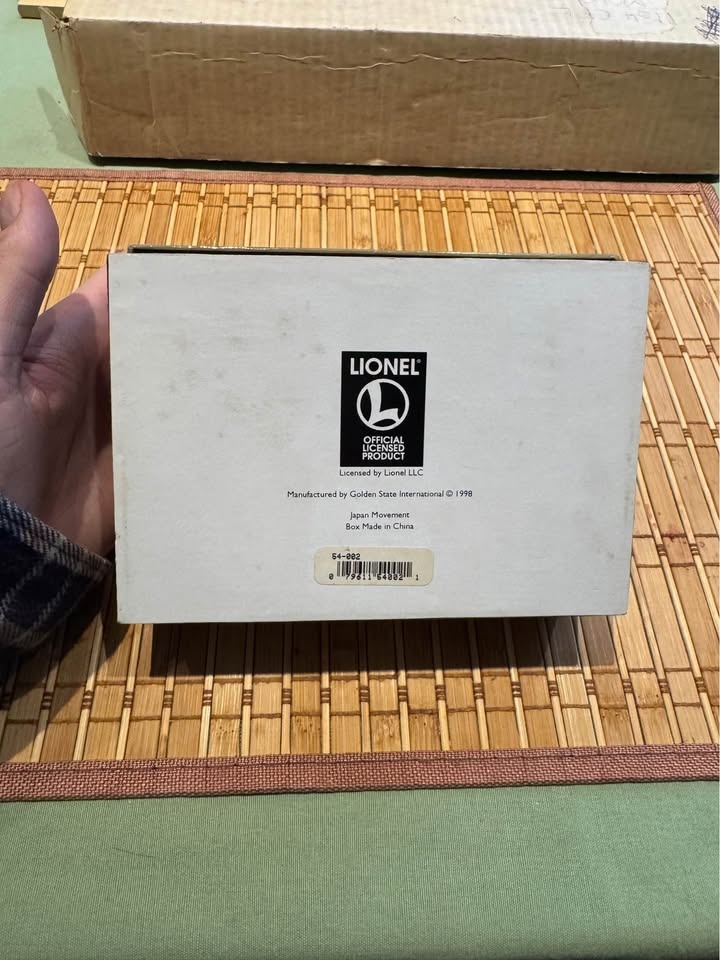 LIONEL®
L
OFFICIAL
LICENSED
PRODUCT
Licensed by Lionel LLC
Manufactured by Golden State International © 1998
Japan Movement
Box Made in China
54-002
0 79611 54002 1